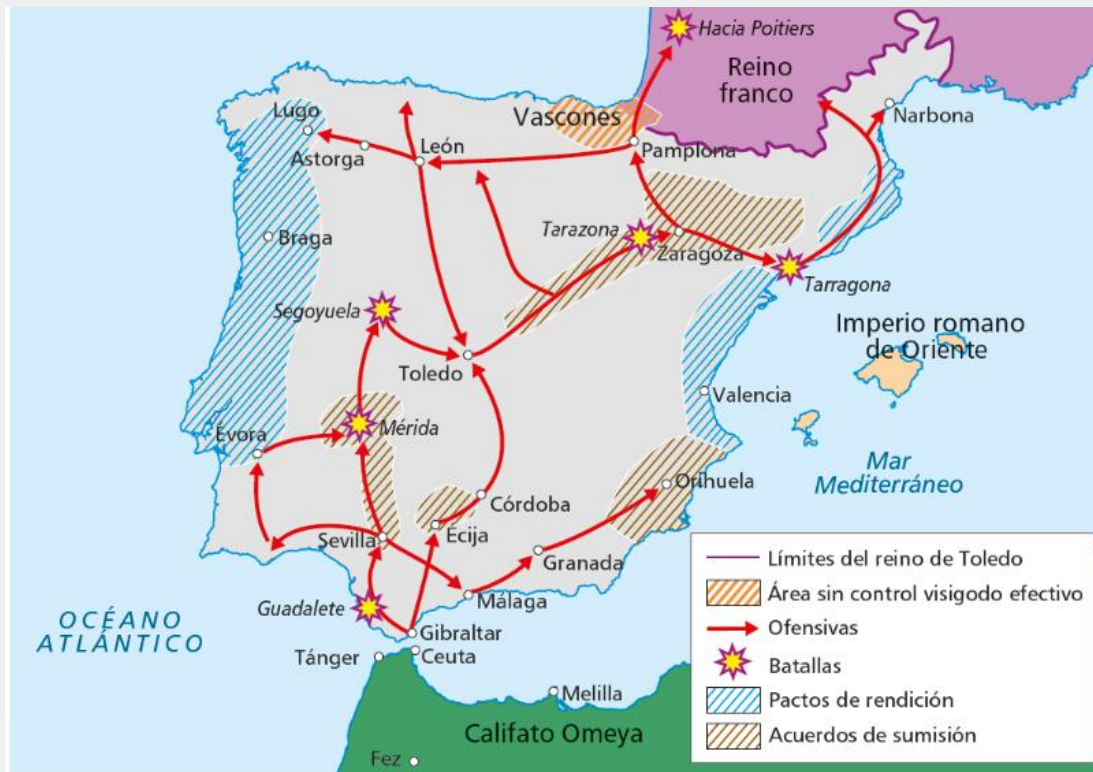 Hacia Poitiers
Reino
franco
Narbona
Vascones
Pamplona
Lugo
Astorga
León
Braga
Tarazona
Zaragoza
Tarragona
Segoyuela
Imperio romano
de Oriente
Toledo
Valencia
Mérida
Évora
Mar
Mediterráneo
Orihuela
Córdoba
Écija
Sevilla
Granada
Guadalete
Málaga
OCÉANO
ATLÁNTICO
Gibraltar
Tánger
Ceuta
Melilla
Califato Omeya
Fez
Límites del reino de Toledo
Área sin control visigodo efectivo
Ofensivas
Batallas
Pactos de rendición
Acuerdos de sumisión